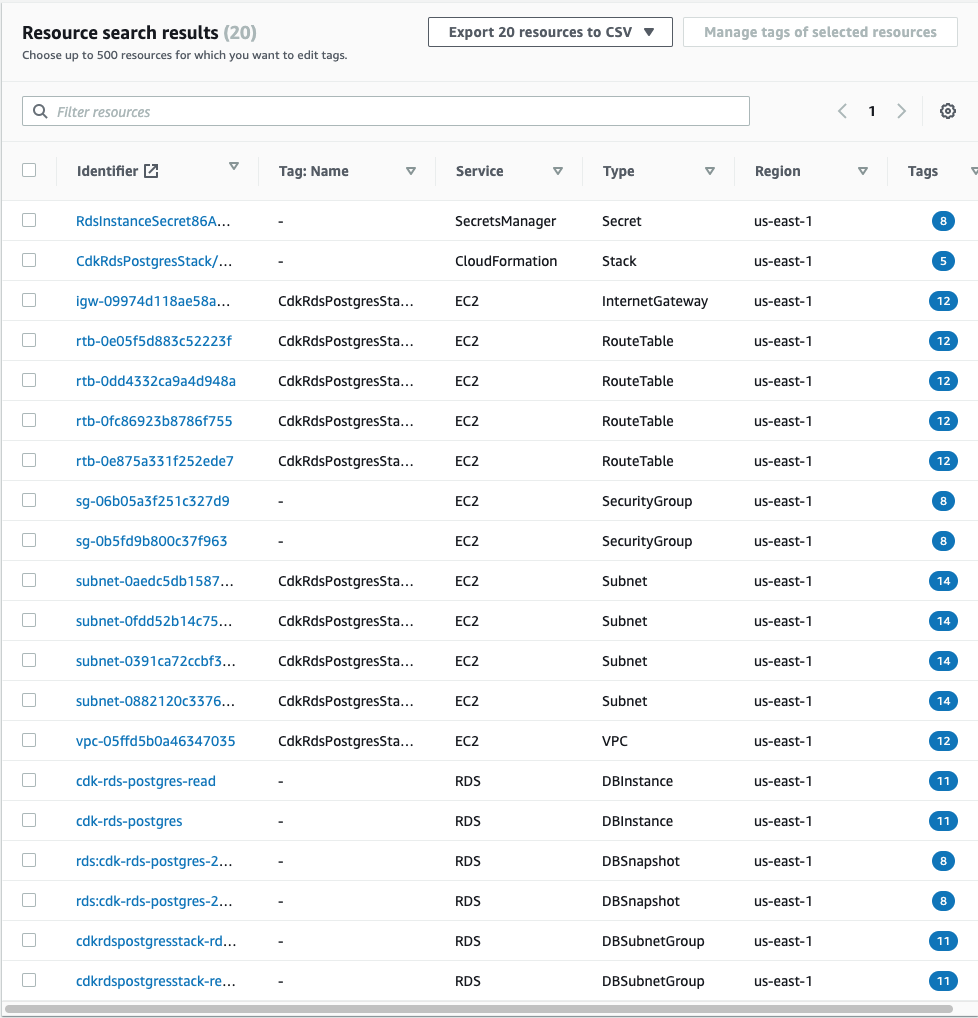 Resource search results (20)
Export 20 resources to CSV
Manage tags of selected resources
Choose up to 500 resources for which you want to edit tags.
Filter resources
1
Identifier Tag: Name Service Type Region Tags
RdsInstanceSecret86A... - SecretsManager Secret us-east-1 8
CdkRdsPostgresStack/... - CloudFormation Stack us-east-1 5
igw-09974d118ae58a... CdkRdsPostgresSta... EC2 InternetGateway us-east-1 12
rtb-0e05f5d883c52223f CdkRdsPostgresSta... EC2 RouteTable us-east-1 12
rtb-0dd4332ca9a4d948a CdkRdsPostgresSta... EC2 RouteTable us-east-1 12
rtb-0fc86923b8786f755 CdkRdsPostgresSta... EC2 RouteTable us-east-1 12
rtb-0e875a331f252ede7 CdkRdsPostgresSta... EC2 RouteTable us-east-1 12
sg-06b05a3f251c327d9 - EC2 SecurityGroup us-east-1 8
sg-0b5fd9b800c37f963 - EC2 SecurityGroup us-east-1 8
subnet-0aedc5db1587... CdkRdsPostgresSta... EC2 Subnet us-east-1 14
subnet-0fdd52b14c75... CdkRdsPostgresSta... EC2 Subnet us-east-1 14
subnet-0391ca72ccbf3... CdkRdsPostgresSta... EC2 Subnet us-east-1 14
subnet-0882120c3376... CdkRdsPostgresSta... EC2 Subnet us-east-1 14
vpc-05ffd5b0a46347035 CdkRdsPostgresSta... EC2 VPC us-east-1 12
cdk-rds-postgres-read - RDS DBInstance us-east-1 11
cdk-rds-postgres - RDS DBInstance us-east-1 11
rds:cdk-rds-postgres-2... - RDS DBSnapshot us-east-1 8
rds:cdk-rds-postgres-2... - RDS DBSnapshot us-east-1 8
cdkrdspostgresstack-rd... - RDS DBSubnetGroup us-east-1 11
cdkrdspostgresstack-re... - RDS DBSubnetGroup us-east-1 11